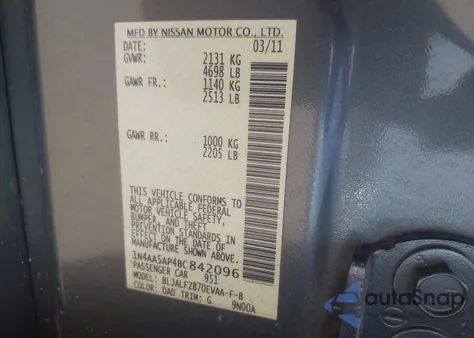 MFD BY NISSAN MOTOR CO., LTD.
DATE: 03/11
GVWR: 2131 KG
4698 LB
GAWR FR.: 1140 KG
2513 LB
GAWR RR.: 1000 KG
2205 LB
THIS VEHICLE CONFORMS TO
ALL APPLICABLE FEDERAL
MOTOR VEHICLE SAFETY,
BUMPER, AND THEFT
PREVENTION STANDARDS IN
EFFECT ON THE DATE OF
MANUFACTURE SHOWN ABOVE.
1N4AA5AP4BC842096
PASSENGER CAR 951
MODEL: BLJALFZ870EVAA-F-B
COLOR: DAD TRIM: G 9N00A
autoSnap